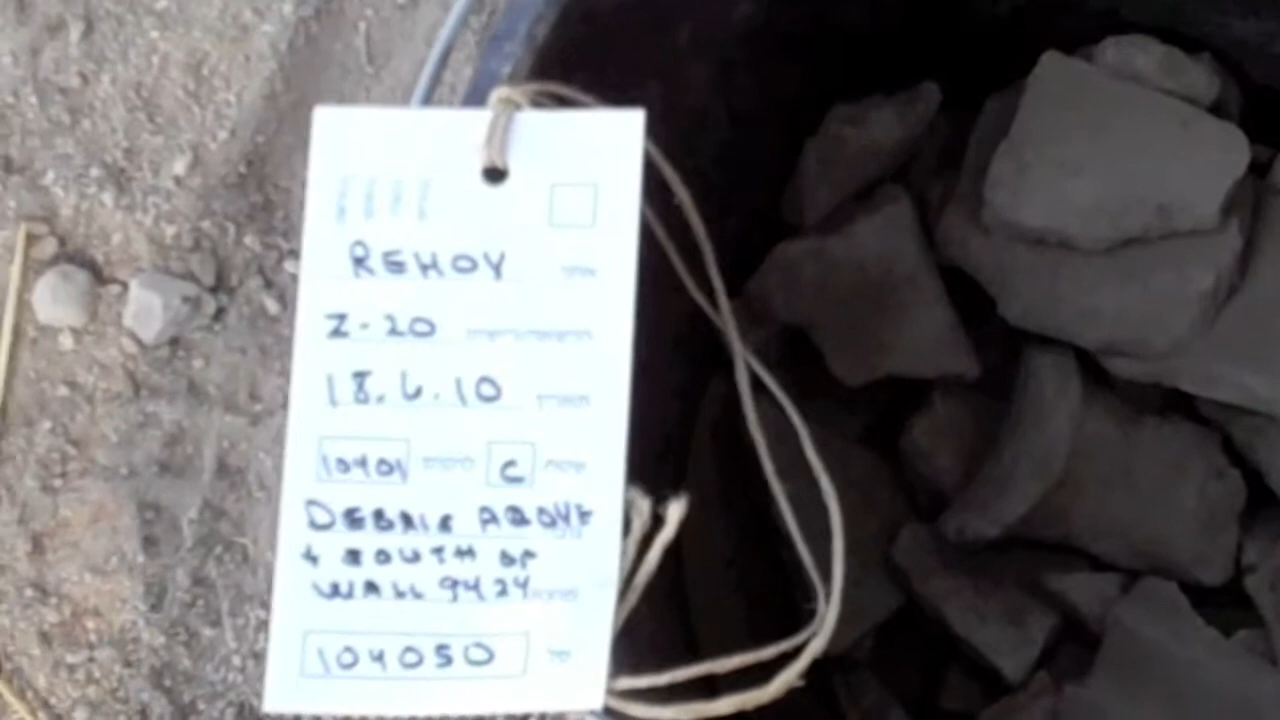 REHOV
Z-20
18.6.10
10401 C
DEBRIS ABOVE
& SOUTH OF
WALL 9424
104050